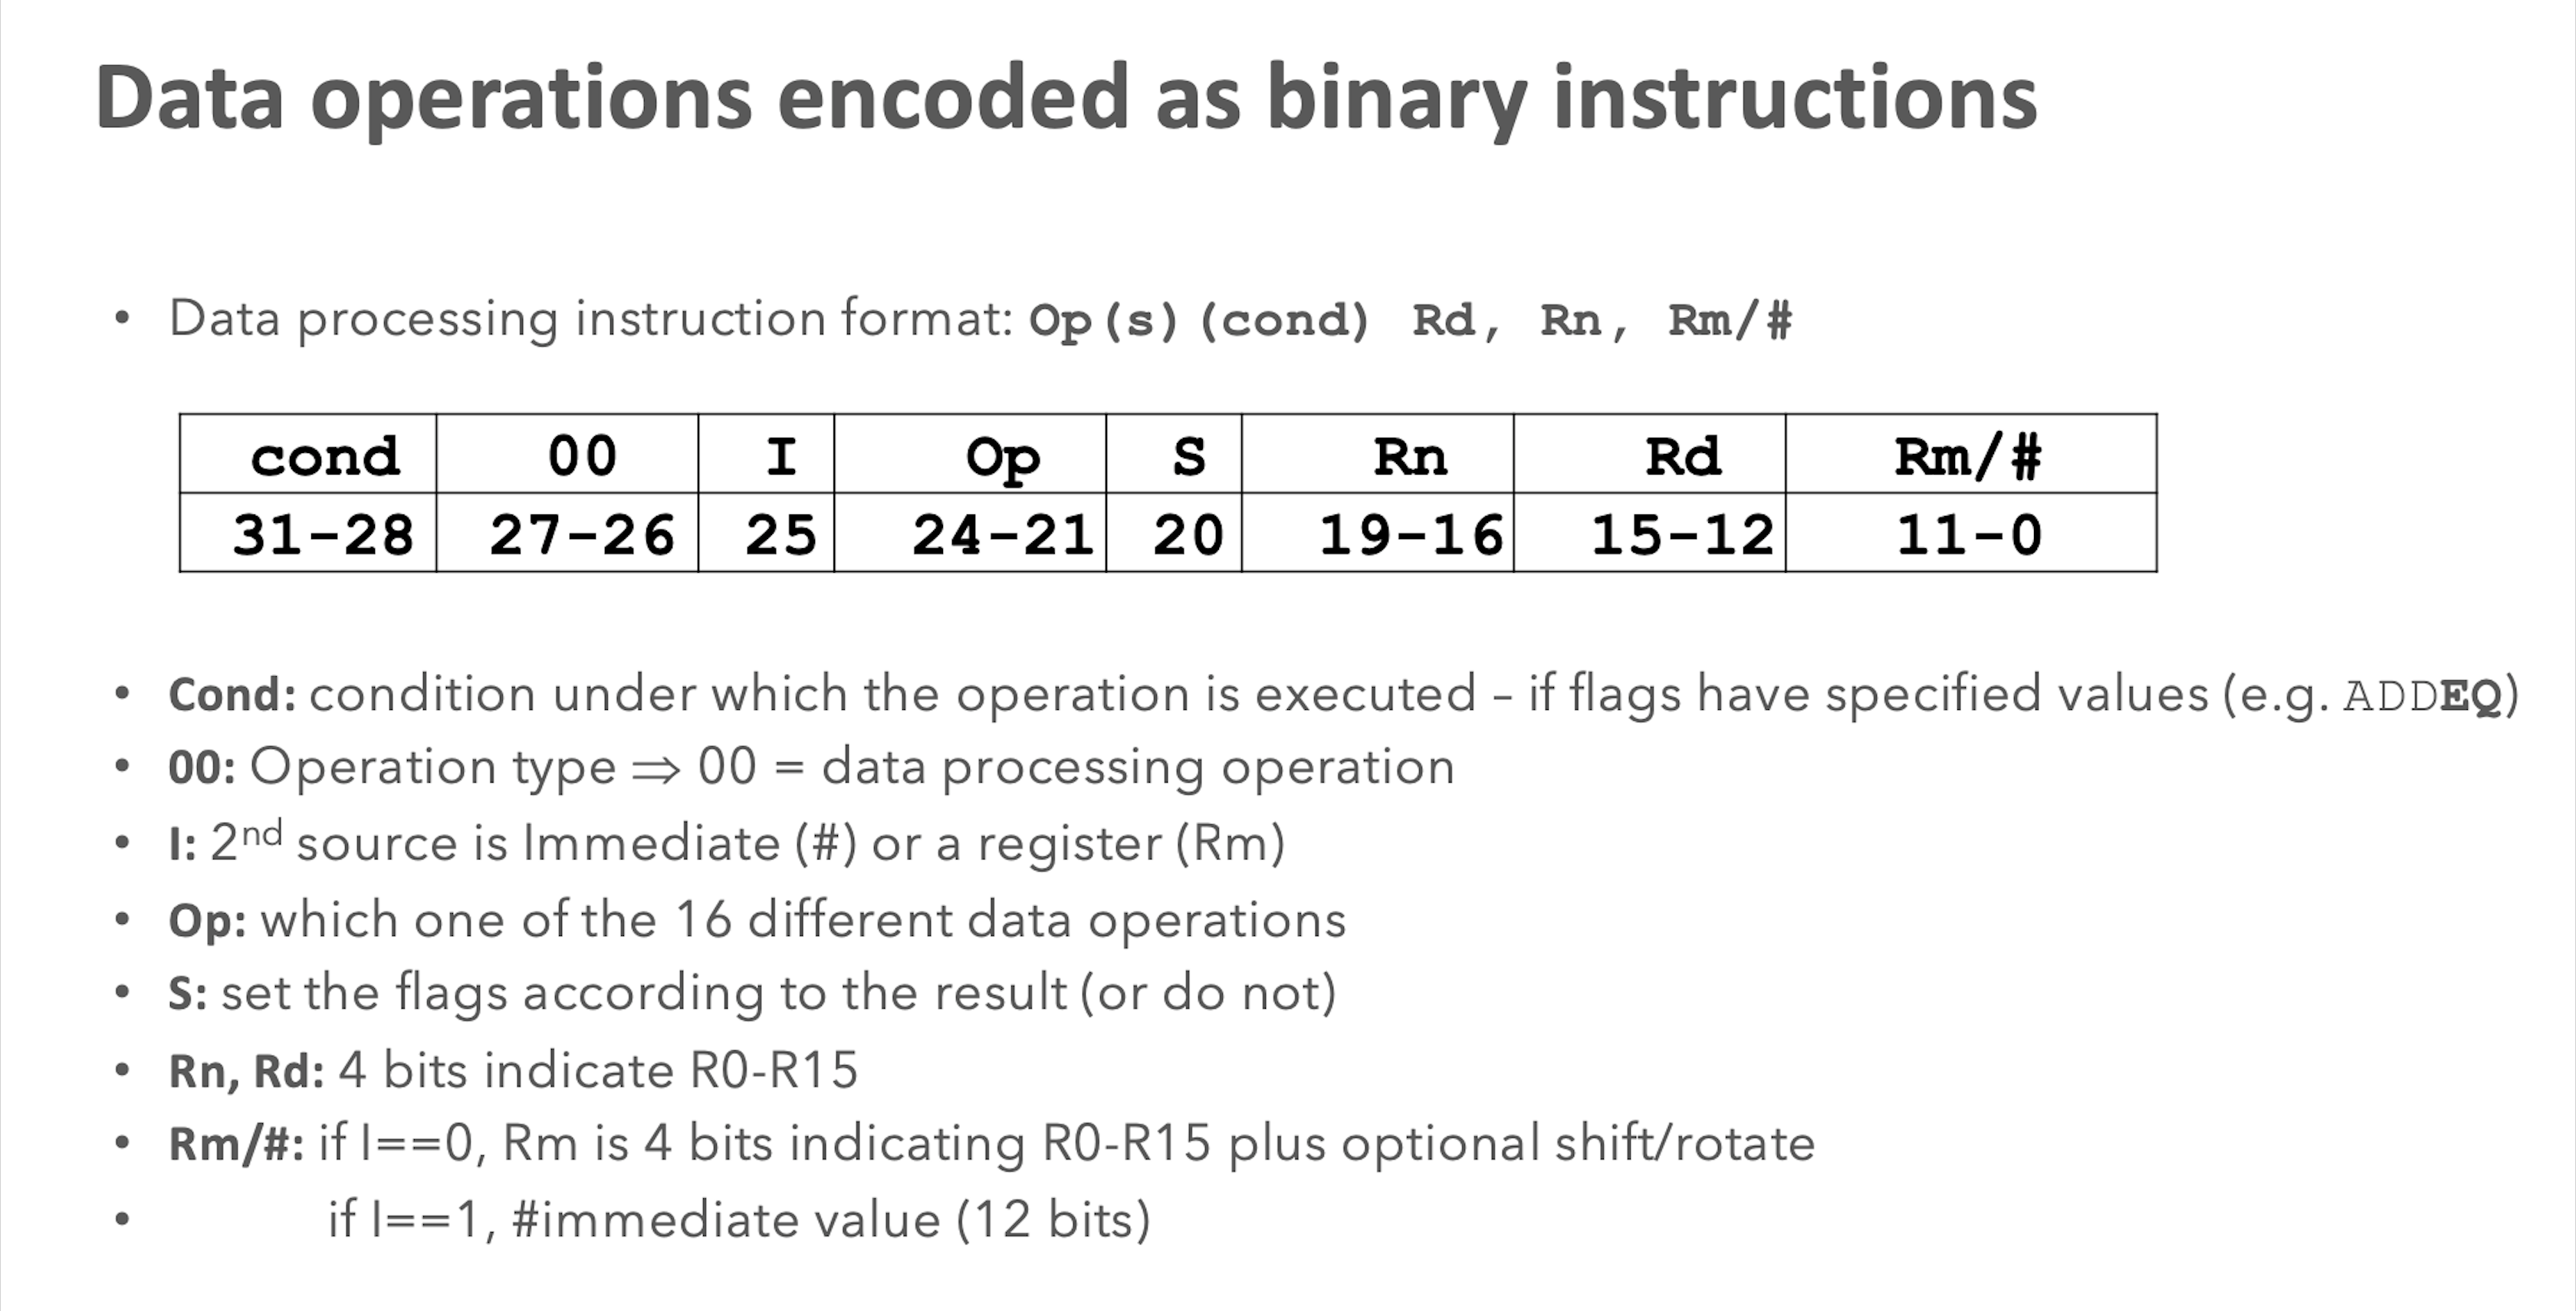 Data operations encoded as binary instructions
• Data processing instruction format: Op(s)(cond) Rd, Rn, Rm/#
cond 00 I Op S Rn Rd Rm/#
31-28 27-26 25 24-21 20 19-16 15-12 11-0
• Cond: condition under which the operation is executed – if flags have specified values (e.g. ADDEQ)
• 00: Operation type ⇒ 00 = data processing operation
• I: 2nd source is Immediate (#) or a register (Rm)
• Op: which one of the 16 different data operations
• S: set the flags according to the result (or do not)
• Rn, Rd: 4 bits indicate R0-R15
• Rm/#: if I==0, Rm is 4 bits indicating R0-R15 plus optional shift/rotate
• if I==1, #immediate value (12 bits)